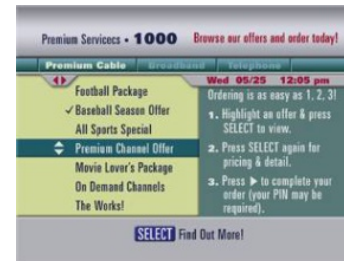 Premium Services • 1000 Browse our offers and order today!
Premium Cable Broadband Telephone
Wed 05/25 12:05 pm
Football Package
✓ Baseball Season Offer
All Sports Special
Premium Channel Offer
Movie Lover's Package
On Demand Channels
The Works!
Ordering is as easy as 1, 2, 3!
1. Highlight an offer & press
SELECT to view.
2. Press SELECT again for
pricing & detail.
3. Press ▶ to complete your
order (your PIN may be
required).
SELECT Find Out More!